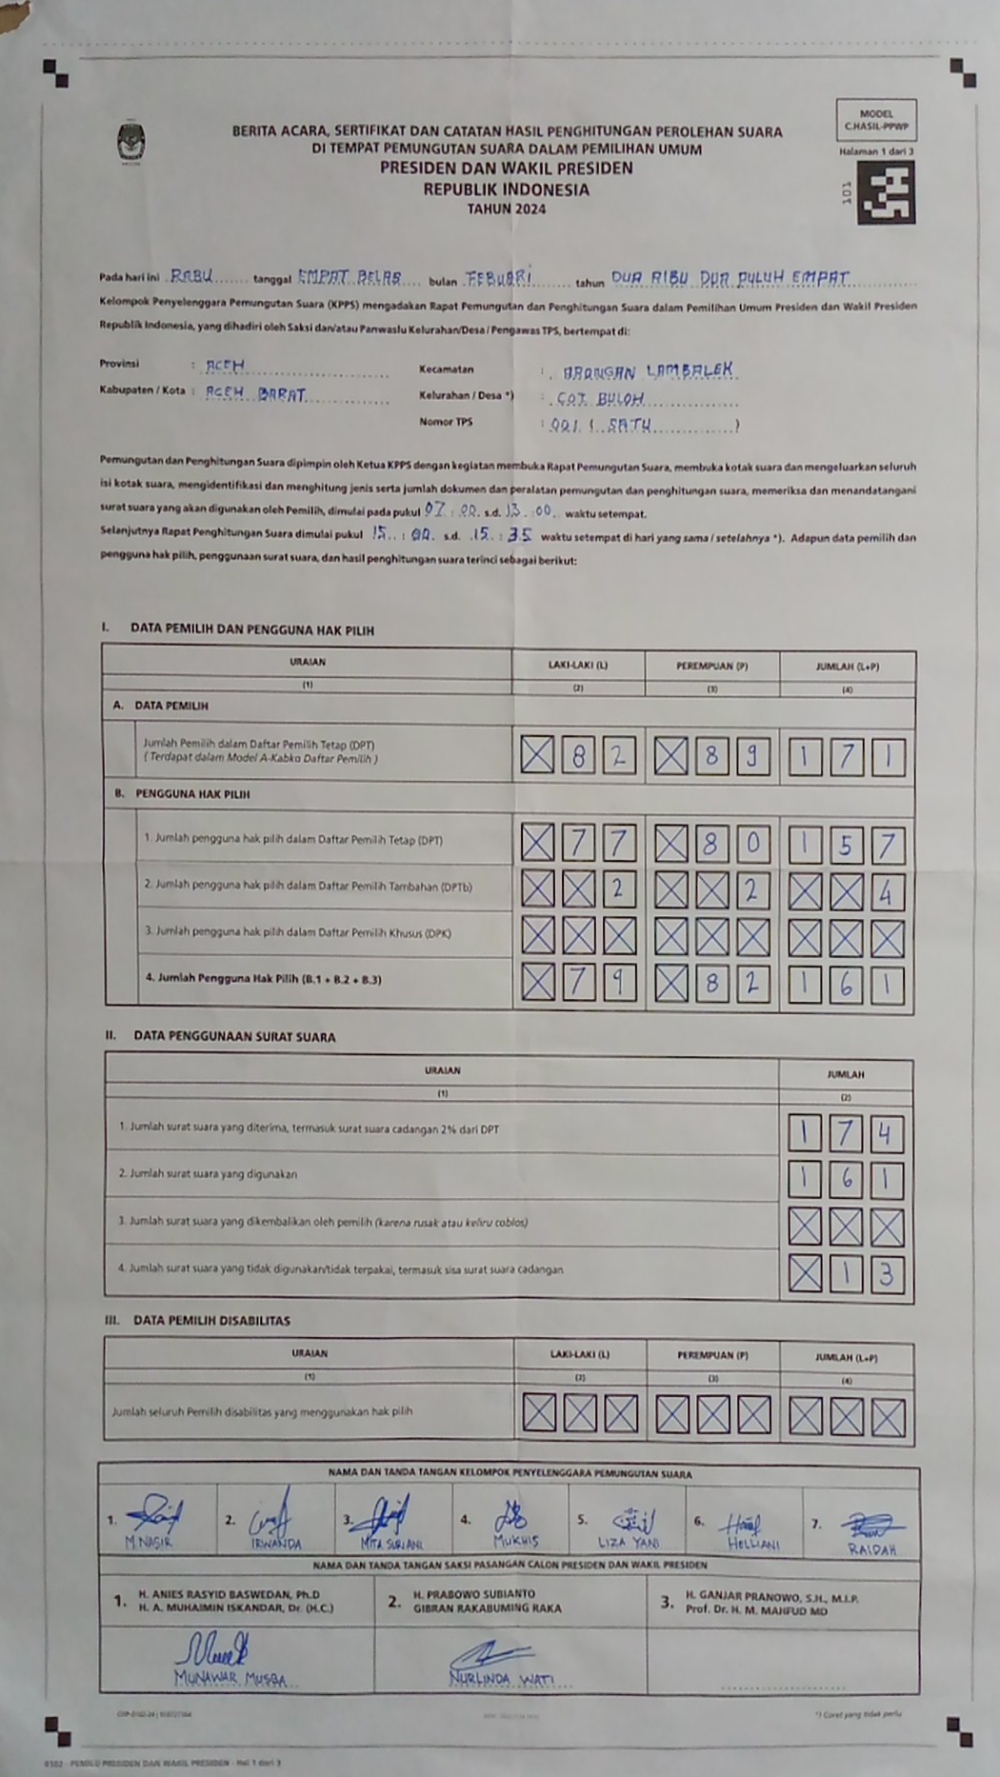 MODEL
C.HASIL-PPWP
Halaman 1 dari 3
101
BERITA ACARA, SERTIFIKAT DAN CATATAN HASIL PENGHITUNGAN PEROLEHAN SUARA
DI TEMPAT PEMUNGUTAN SUARA DALAM PEMILIHAN UMUM
PRESIDEN DAN WAKIL PRESIDEN
REPUBLIK INDONESIA
TAHUN 2024
Pada hari ini RABU tanggal EMPAT BELAS bulan FEBUARI tahun DUA RIBU DUA PULUH EMPAT
Kelompok Penyelenggara Pemungutan Suara (KPPS) mengadakan Rapat Pemungutan dan Penghitungan Suara dalam Pemilihan Umum Presiden dan Wakil Presiden
Republik Indonesia, yang dihadiri oleh Saksi dan/atau Panwaslu Kelurahan/Desa / Pengawas TPS, bertempat di:
Provinsi : ACEH Kecamatan : ARONGAN LAMBALEK
Kabupaten / Kota : ACEH BARAT Kelurahan / Desa *) : COT BULOH
Nomor TPS : 001 ( SATU )
Pemungutan dan Penghitungan Suara dipimpin oleh Ketua KPPS dengan kegiatan membuka Rapat Pemungutan Suara, membuka kotak suara dan mengeluarkan seluruh
isi kotak suara, mengidentifikasi dan menghitung jenis serta jumlah dokumen dan peralatan pemungutan dan penghitungan suara, memeriksa dan menandatangani
surat suara yang akan digunakan oleh Pemilih, dimulai pada pukul 07 : 00 s.d. 13 : 00 waktu setempat.
Selanjutnya Rapat Penghitungan Suara dimulai pukul 15 : 00 s.d. 15 : 35 waktu setempat di hari yang sama / setelahnya *). Adapun data pemilih dan
pengguna hak pilih, penggunaan surat suara, dan hasil penghitungan suara terinci sebagai berikut:
I. DATA PEMILIH DAN PENGGUNA HAK PILIH
URAIAN LAKI-LAKI (L) PEREMPUAN (P) JUMLAH (L+P)
(1) (2) (3) (4)
A. DATA PEMILIH
Jumlah Pemilih dalam Daftar Pemilih Tetap (DPT)
( Terdapat dalam Model A-Kabko Daftar Pemilih ) X 8 2 X 8 9 1 7 1
B. PENGGUNA HAK PILIH
1. Jumlah pengguna hak pilih dalam Daftar Pemilih Tetap (DPT) X 7 7 X 8 0 1 5 7
2. Jumlah pengguna hak pilih dalam Daftar Pemilih Tambahan (DPTb) X X 2 X X 2 X X 4
3. Jumlah pengguna hak pilih dalam Daftar Pemilih Khusus (DPK) X X X X X X X X X
4. Jumlah Pengguna Hak Pilih (B.1 + B.2 + B.3) X 7 9 X 8 2 1 6 1
II. DATA PENGGUNAAN SURAT SUARA
URAIAN JUMLAH
(1) (2)
1. Jumlah surat suara yang diterima, termasuk surat suara cadangan 2% dari DPT 1 7 4
2. Jumlah surat suara yang digunakan 1 6 1
3. Jumlah surat suara yang dikembalikan oleh pemilih (karena rusak atau keliru coblos) X X X
4. Jumlah surat suara yang tidak digunakan/tidak terpakai, termasuk sisa surat suara cadangan X 1 3
III. DATA PEMILIH DISABILITAS
URAIAN LAKI-LAKI (L) PEREMPUAN (P) JUMLAH (L+P)
(1) (2) (3) (4)
Jumlah seluruh Pemilih disabilitas yang menggunakan hak pilih X X X X X X X X X
NAMA DAN TANDA TANGAN KELOMPOK PENYELENGGARA PEMUNGUTAN SUARA
1. 2. 3. 4. 5. 6. 7.
M.NASIR IRWANDA MITA SURIANI MUKHIS LIZA YANI HELLIANI RAIDAH
NAMA DAN TANDA TANGAN SAKSI PASANGAN CALON PRESIDEN DAN WAKIL PRESIDEN
1. H. ANIES RASYID BASWEDAN, Ph.D
H. A. MUHAIMIN ISKANDAR, Dr. (H.C.)
2. H. PRABOWO SUBIANTO
GIBRAN RAKABUMING RAKA
3. H. GANJAR PRANOWO, S.H., M.I.P.
Prof. Dr. H. M. MAHFUD MD
MUNAWAR MUSBA NURLINDA WATI
*) Coret yang tidak perlu
0102 - PEMILU PRESIDEN DAN WAKIL PRESIDEN - Hal 1 dari 3